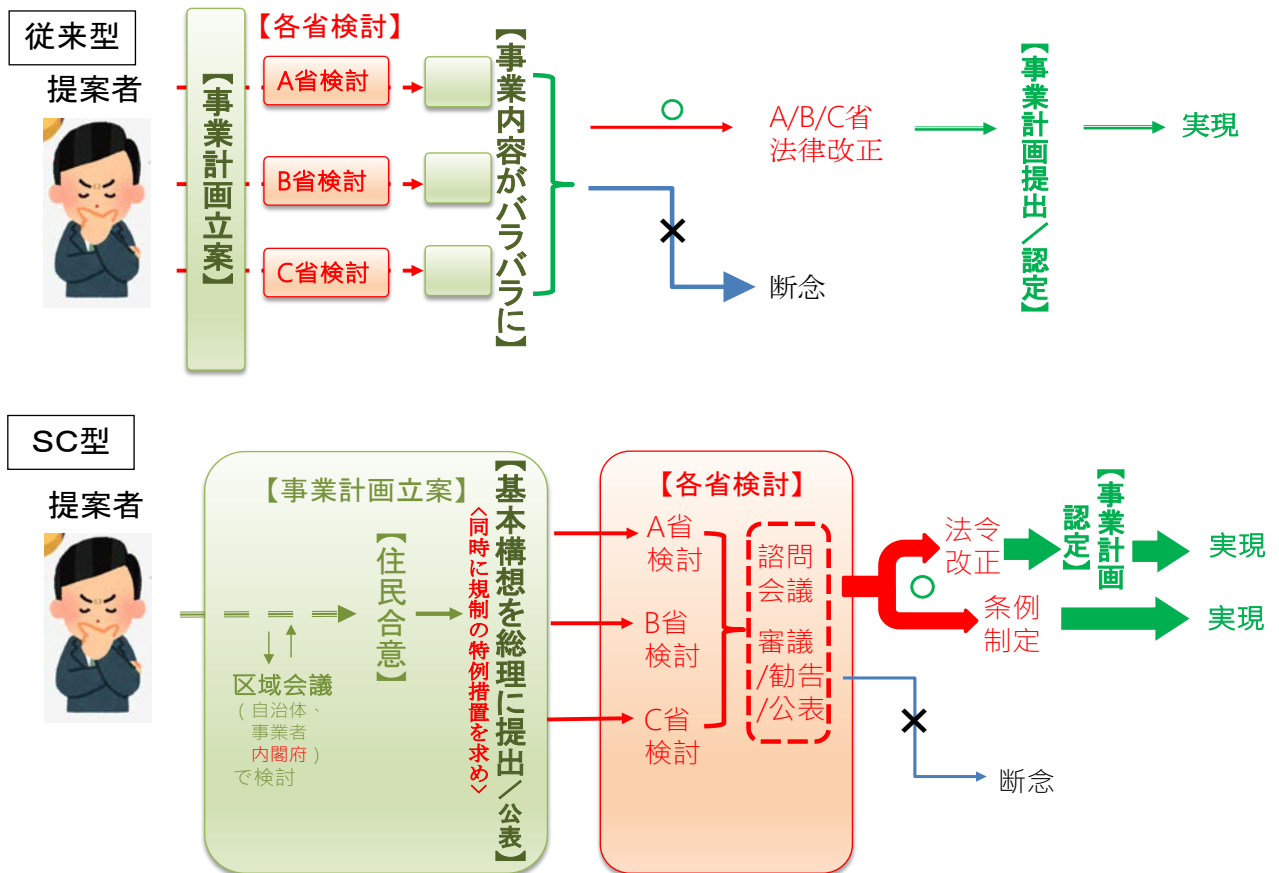 従来型
提案者
【事業計画立案】
【各省検討】
A省検討
B省検討
C省検討
【事業内容がバラバラに】
○
A/B/C省
法律改正
【事業計画提出/認定】
実現
×
断念
SC型
提案者
【事業計画立案】
区域会議
(自治体、
事業者
内閣府)
で検討
【住民合意】
<同時に規制の特例措置を求め>
【基本構想を総理に提出/公表】
【各省検討】
A省
検討
B省
検討
C省
検討
諮問
会議
審議
/勧告
/公表
○
法令
改正
【事業計画
認定】
実現
条例
制定
実現
×
断念